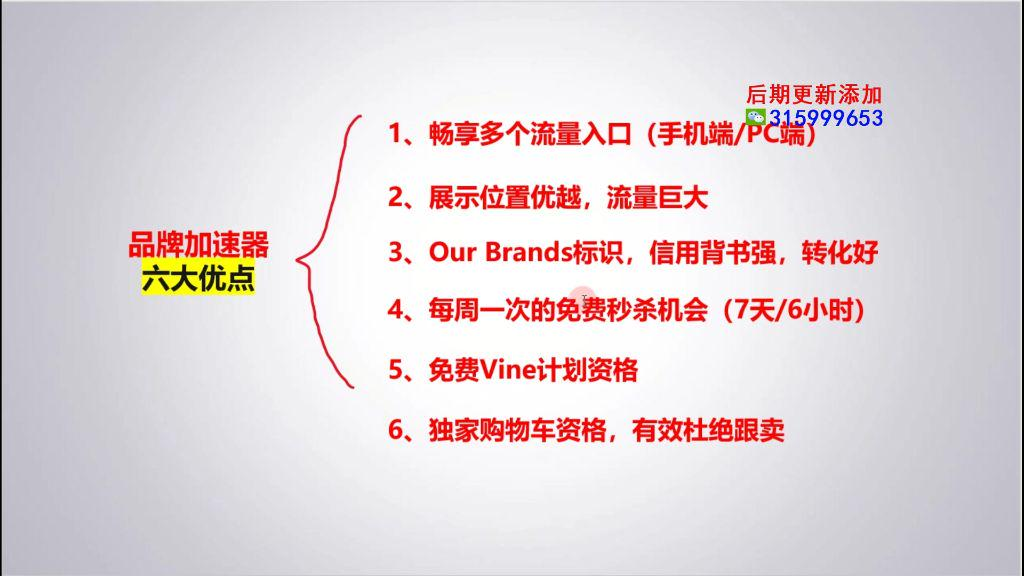 后期更新添加
315999653
品牌加速器
六大优点
1、畅享多个流量入口（手机端/PC端）
2、展示位置优越，流量巨大
3、Our Brands标识，信用背书强，转化好
4、每周一次的免费秒杀机会（7天/6小时）
5、免费Vine计划资格
6、独家购物车资格，有效杜绝跟卖